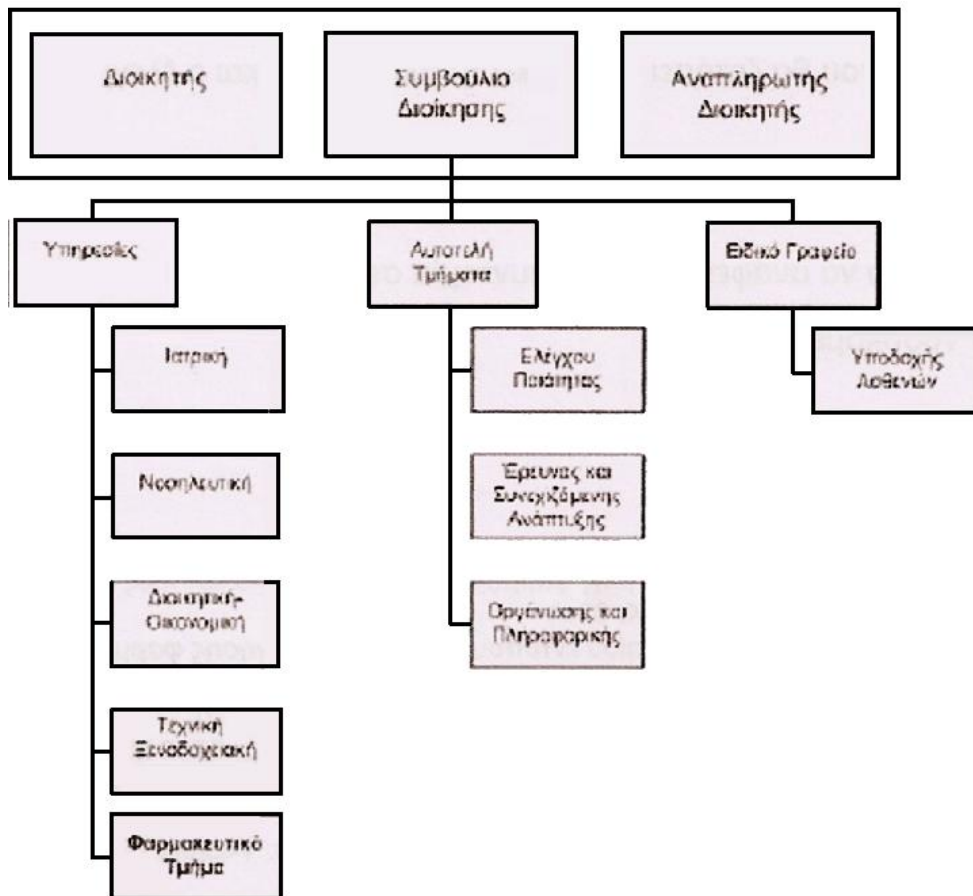 Διοικητής
Συμβούλιο
Διοίκησης
Αναπληρωτής
Διοικητής
Υπηρεσίες
Αυτοτελή
Τμήματα
Ειδικό Γραφείο
Ιατρική
Ελέγχου
Ποιότητας
Υποδοχής
Ασθενών
Νοσηλευτική
Έρευνας και
Συνεχιζόμενης
Ανάπτυξης
Διοικητική-
Οικονομική
Οργάνωσης και
Πληροφορικής
Τεχνική
Ξενοδοχειακή
Φαρμακευτικό
Τμήμα